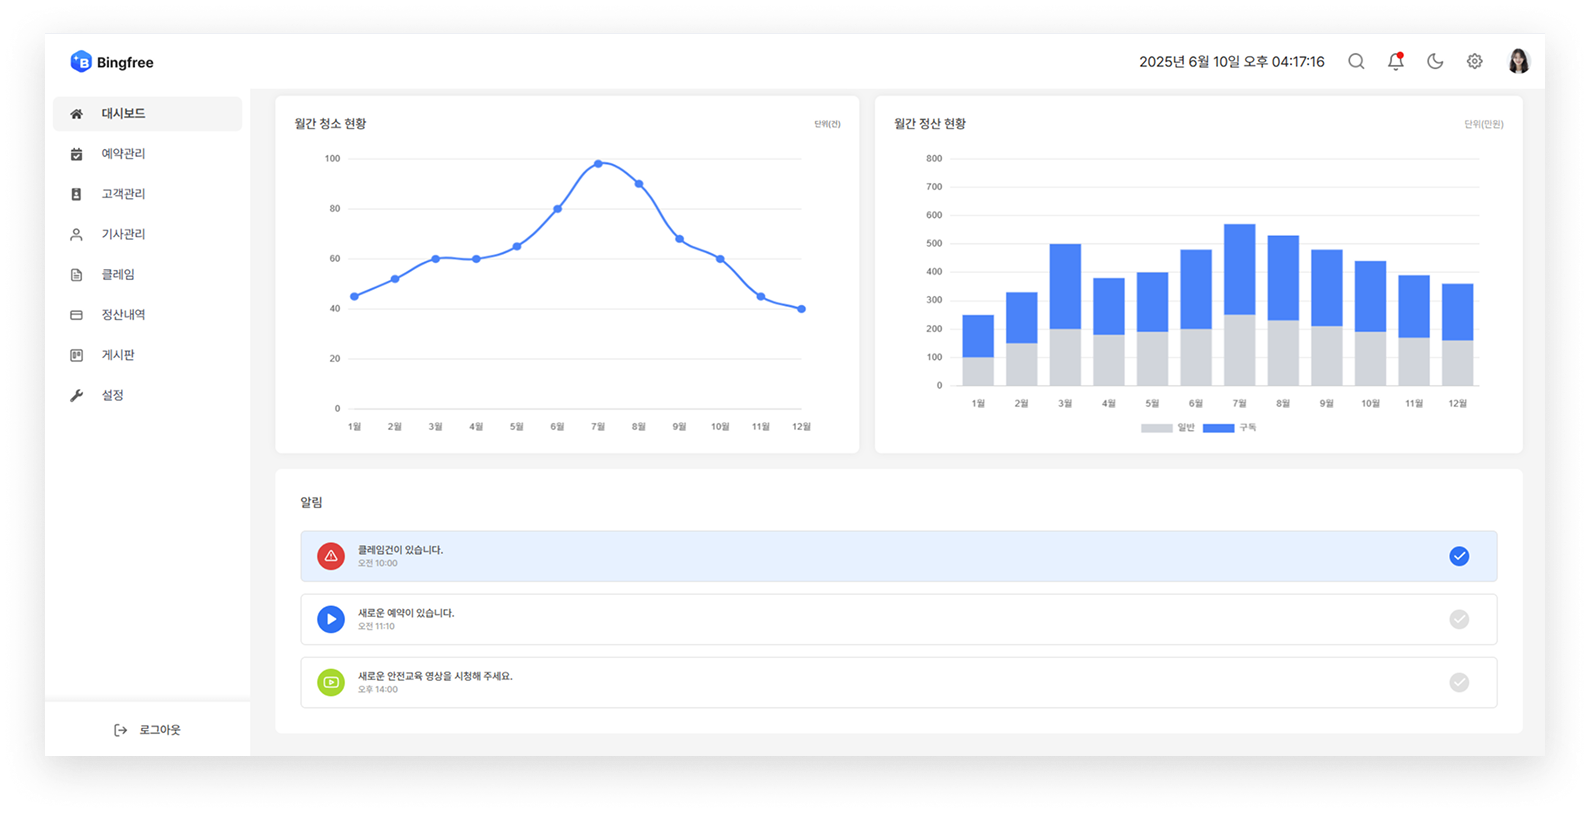 Bingfree
2025년 6월 10일 오후 04:17:16
대시보드
예약관리
고객관리
기사관리
클레임
정산내역
게시판
설정
로그아웃
월간 청소 현황
단위(건)
100
80
60
40
20
0
1월 2월 3월 4월 5월 6월 7월 8월 9월 10월 11월 12월
월간 정산 현황
단위(만원)
800
700
600
500
400
300
200
100
0
1월 2월 3월 4월 5월 6월 7월 8월 9월 10월 11월 12월
일반 구독
알림
클레임건이 있습니다.
오전 10:00
새로운 예약이 있습니다.
오전 11:10
새로운 안전교육 영상을 시청해 주세요.
오후 14:00